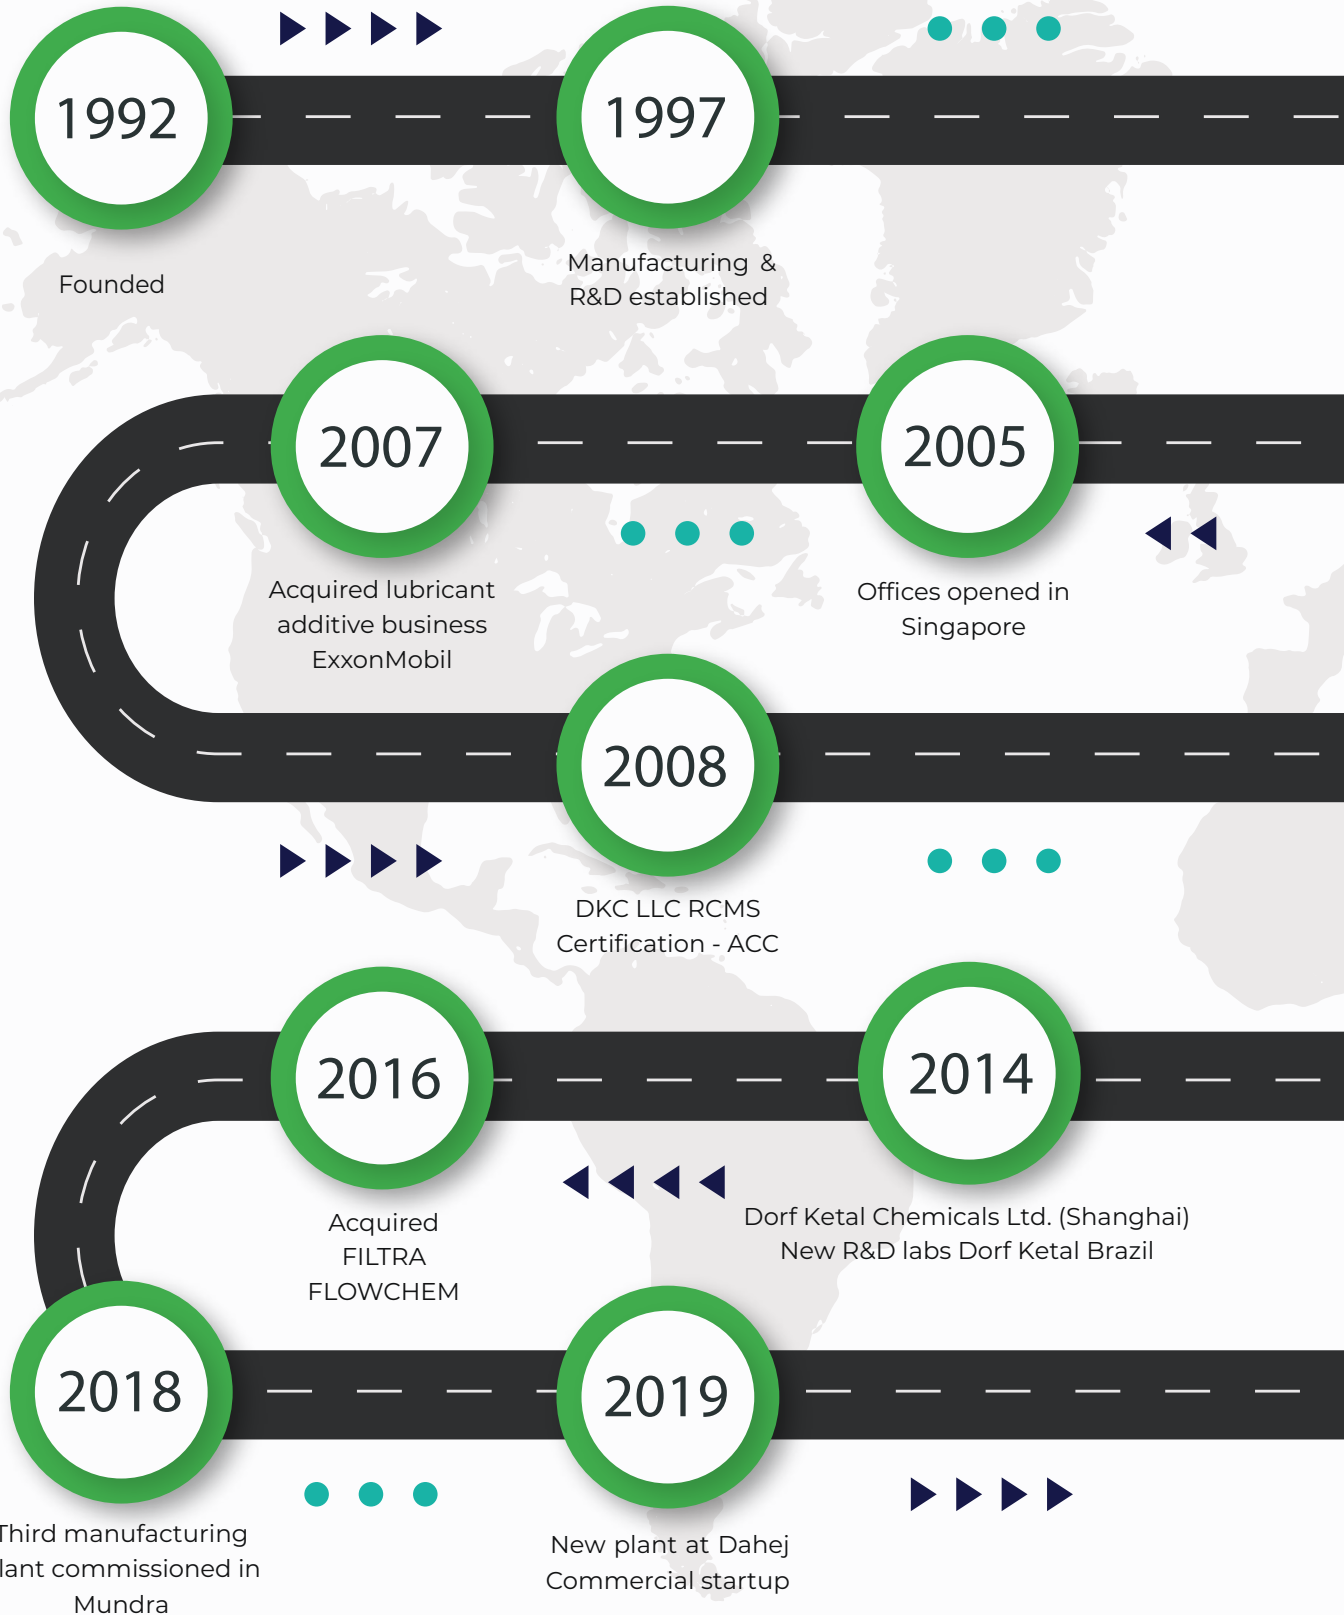 1992
Founded
1997
Manufacturing & 
R&D established
2005
Offices opened in
Singapore
2007
Acquired lubricant
additive business
ExxonMobil
2008
DKC LLC RCMS
Certification - ACC
2014
Dorf Ketal Chemicals Ltd. (Shanghai)
New R&D labs Dorf Ketal Brazil
2016
Acquired
FILTRA
FLOWCHEM
2018
Third manufacturing
lant commissioned in
Mundra
2019
New plant at Dahej
Commercial startup